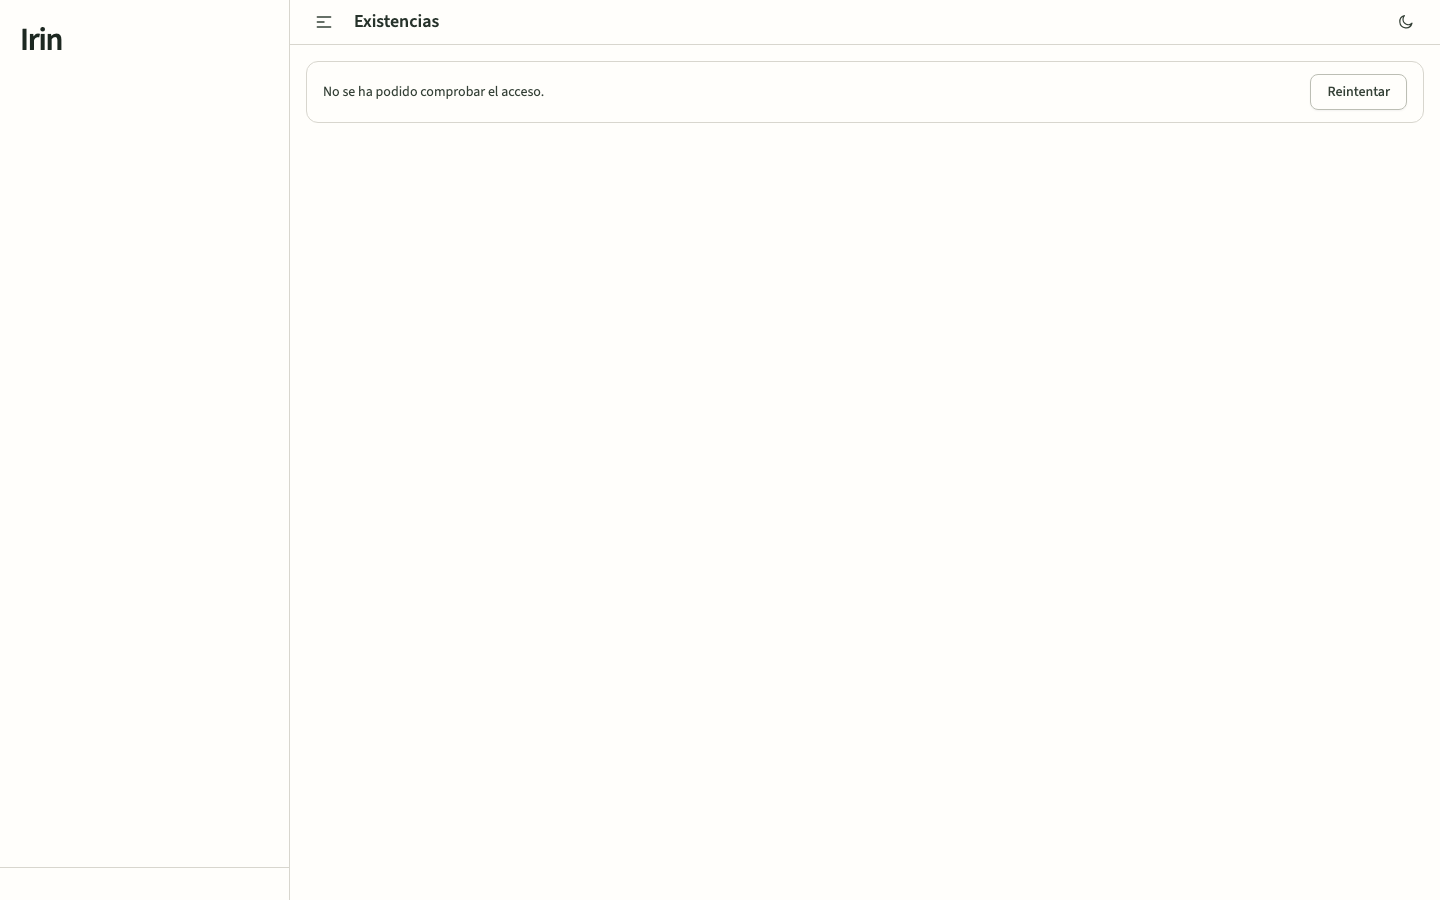 Irin
Existencias
No se ha podido comprobar el acceso.
Reintentar